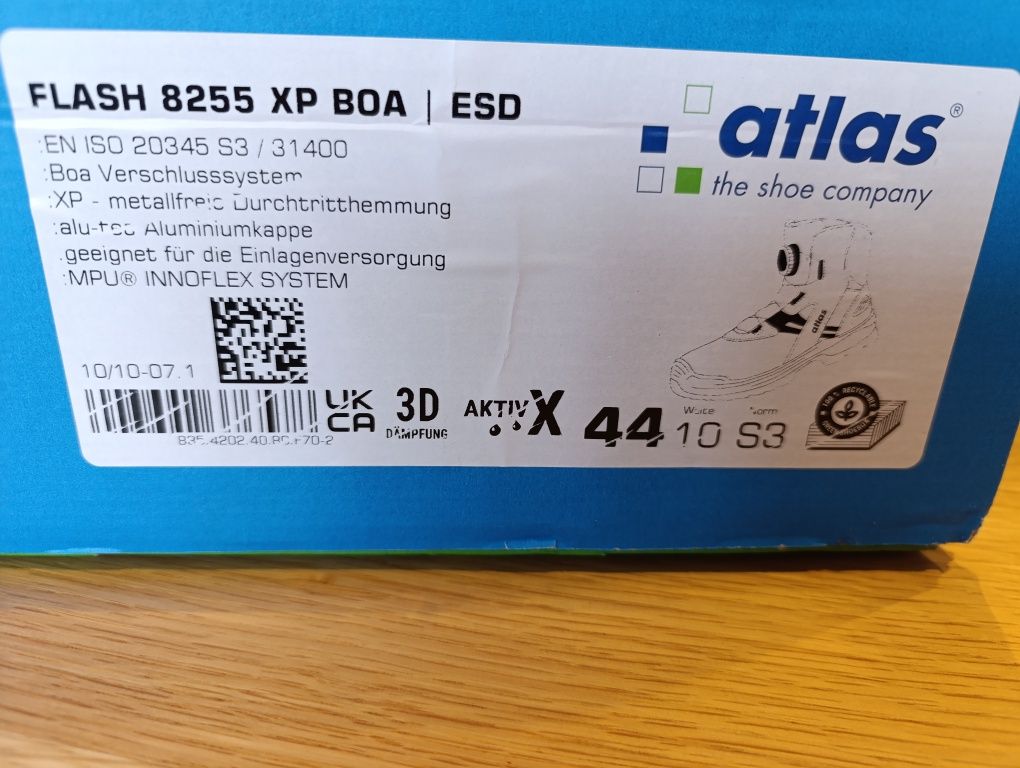 FLASH 8255 XP BOA | ESD
:EN ISO 20345 S3 / 31400
:Boa Verschlusssystem
:XP - metallfreie Durchtritthemmung
:alu-tec Aluminiumkappe
:geeignet für die Einlagenversorgung
:MPU® INNOFLEX SYSTEM
atlas®
the shoe company
atlas
10/10-07.1
UK
CA
3D
DÄMPFUNG
AKTIV X
44
Weite
10
Norm
S3
100% RECYCLABLE